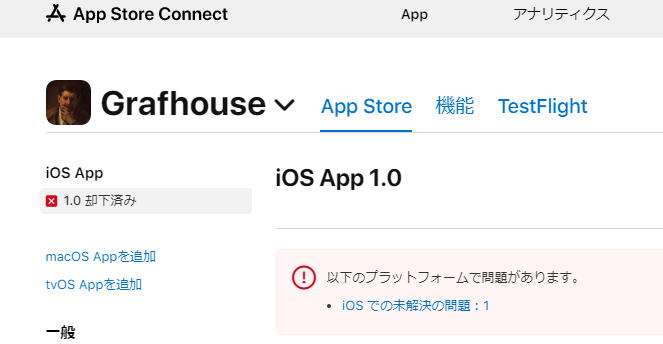 App Store Connect App アナリティクス
Grafhouse App Store 機能 TestFlight
iOS App
1.0 却下済み
macOS Appを追加
tvOS Appを追加
一般
iOS App 1.0
以下のプラットフォームで問題があります。
• iOS での未解決の問題：1